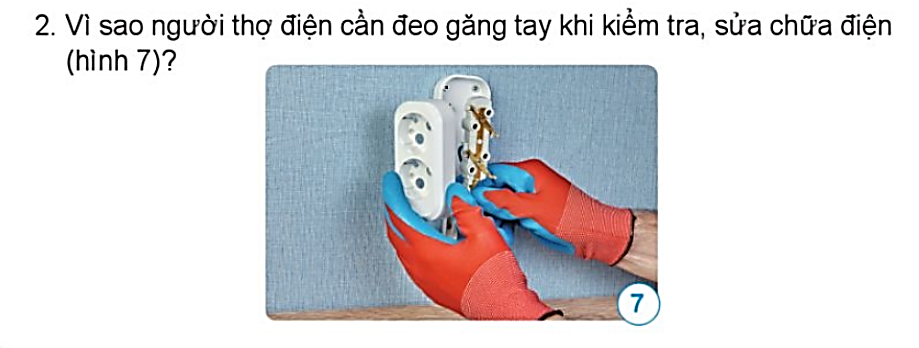 2. Vì sao người thợ điện cần đeo găng tay khi kiểm tra, sửa chữa điện
(hình 7)?
7